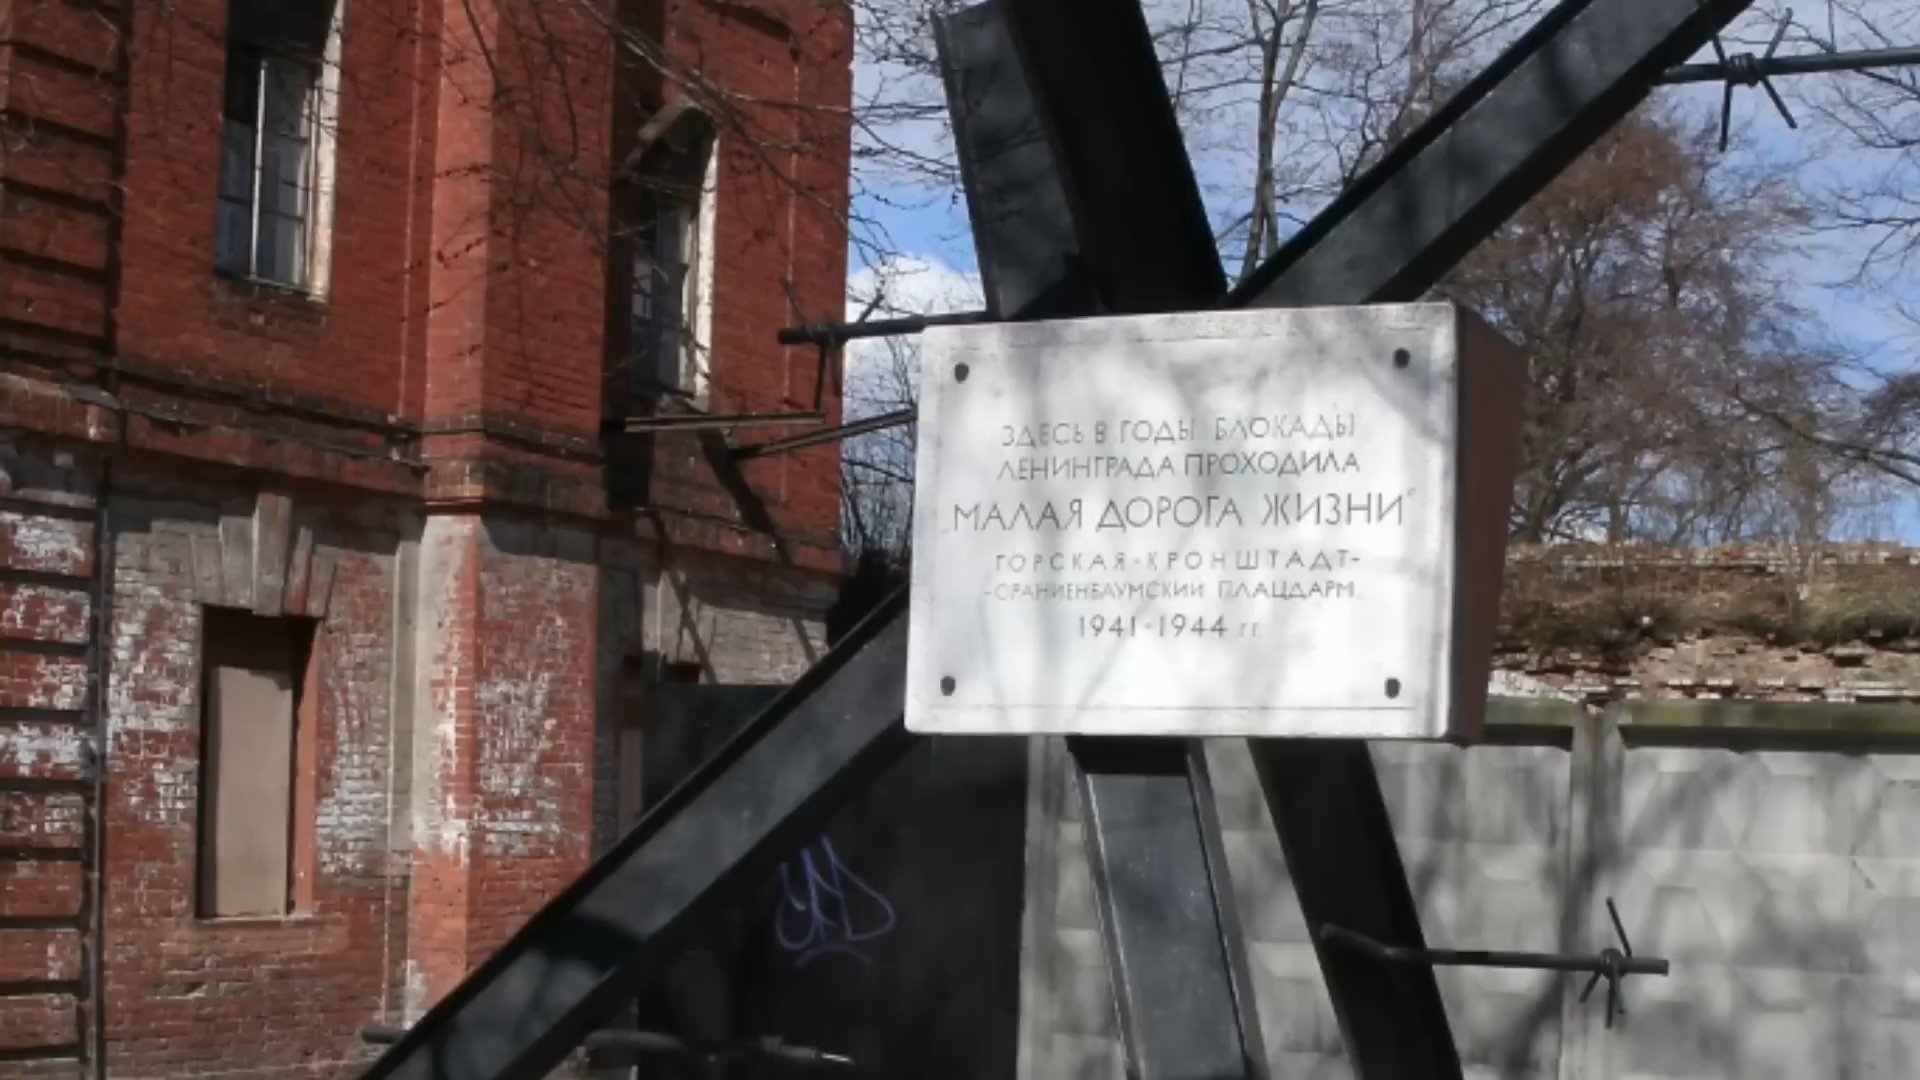 ЗДЕСЬ В ГОДЫ БЛОКАДЫ
ЛЕНИНГРАДА ПРОХОДИЛА
„МАЛАЯ ДОРОГА ЖИЗНИ"
ГОРСКАЯ-КРОНШТАДТ-
-ОРАНИЕНБАУМСКИЙ ПЛАЦДАРМ
1941-1944 гг.